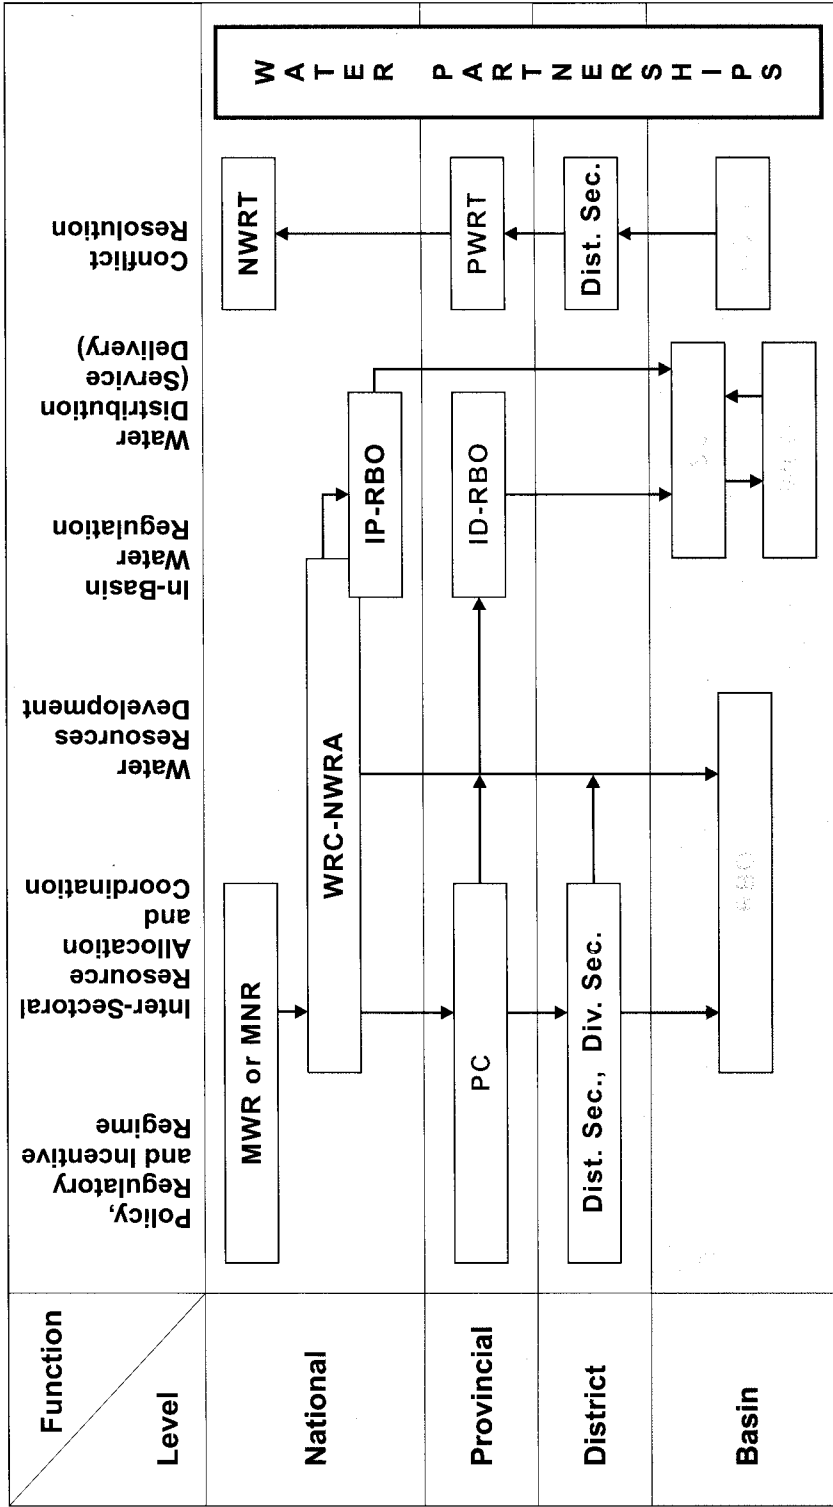 Function
Level
Policy,
Regulatory
and Incentive
Regime
Inter-Sectoral
Resource
Allocation
and
Coordination
Water
Resources
Development
In-Basin
Water
Regulation
Water
Distribution
(Service
Delivery)
Conflict
Resolution
National
MWR or MNR
WRC-NWRA
IP-RBO
NWRT
Provincial
PC
ID-RBO
PWRT
District
Dist. Sec., Div. Sec.
Dist. Sec.
Basin
RBO
WATER PARTNERSHIPS